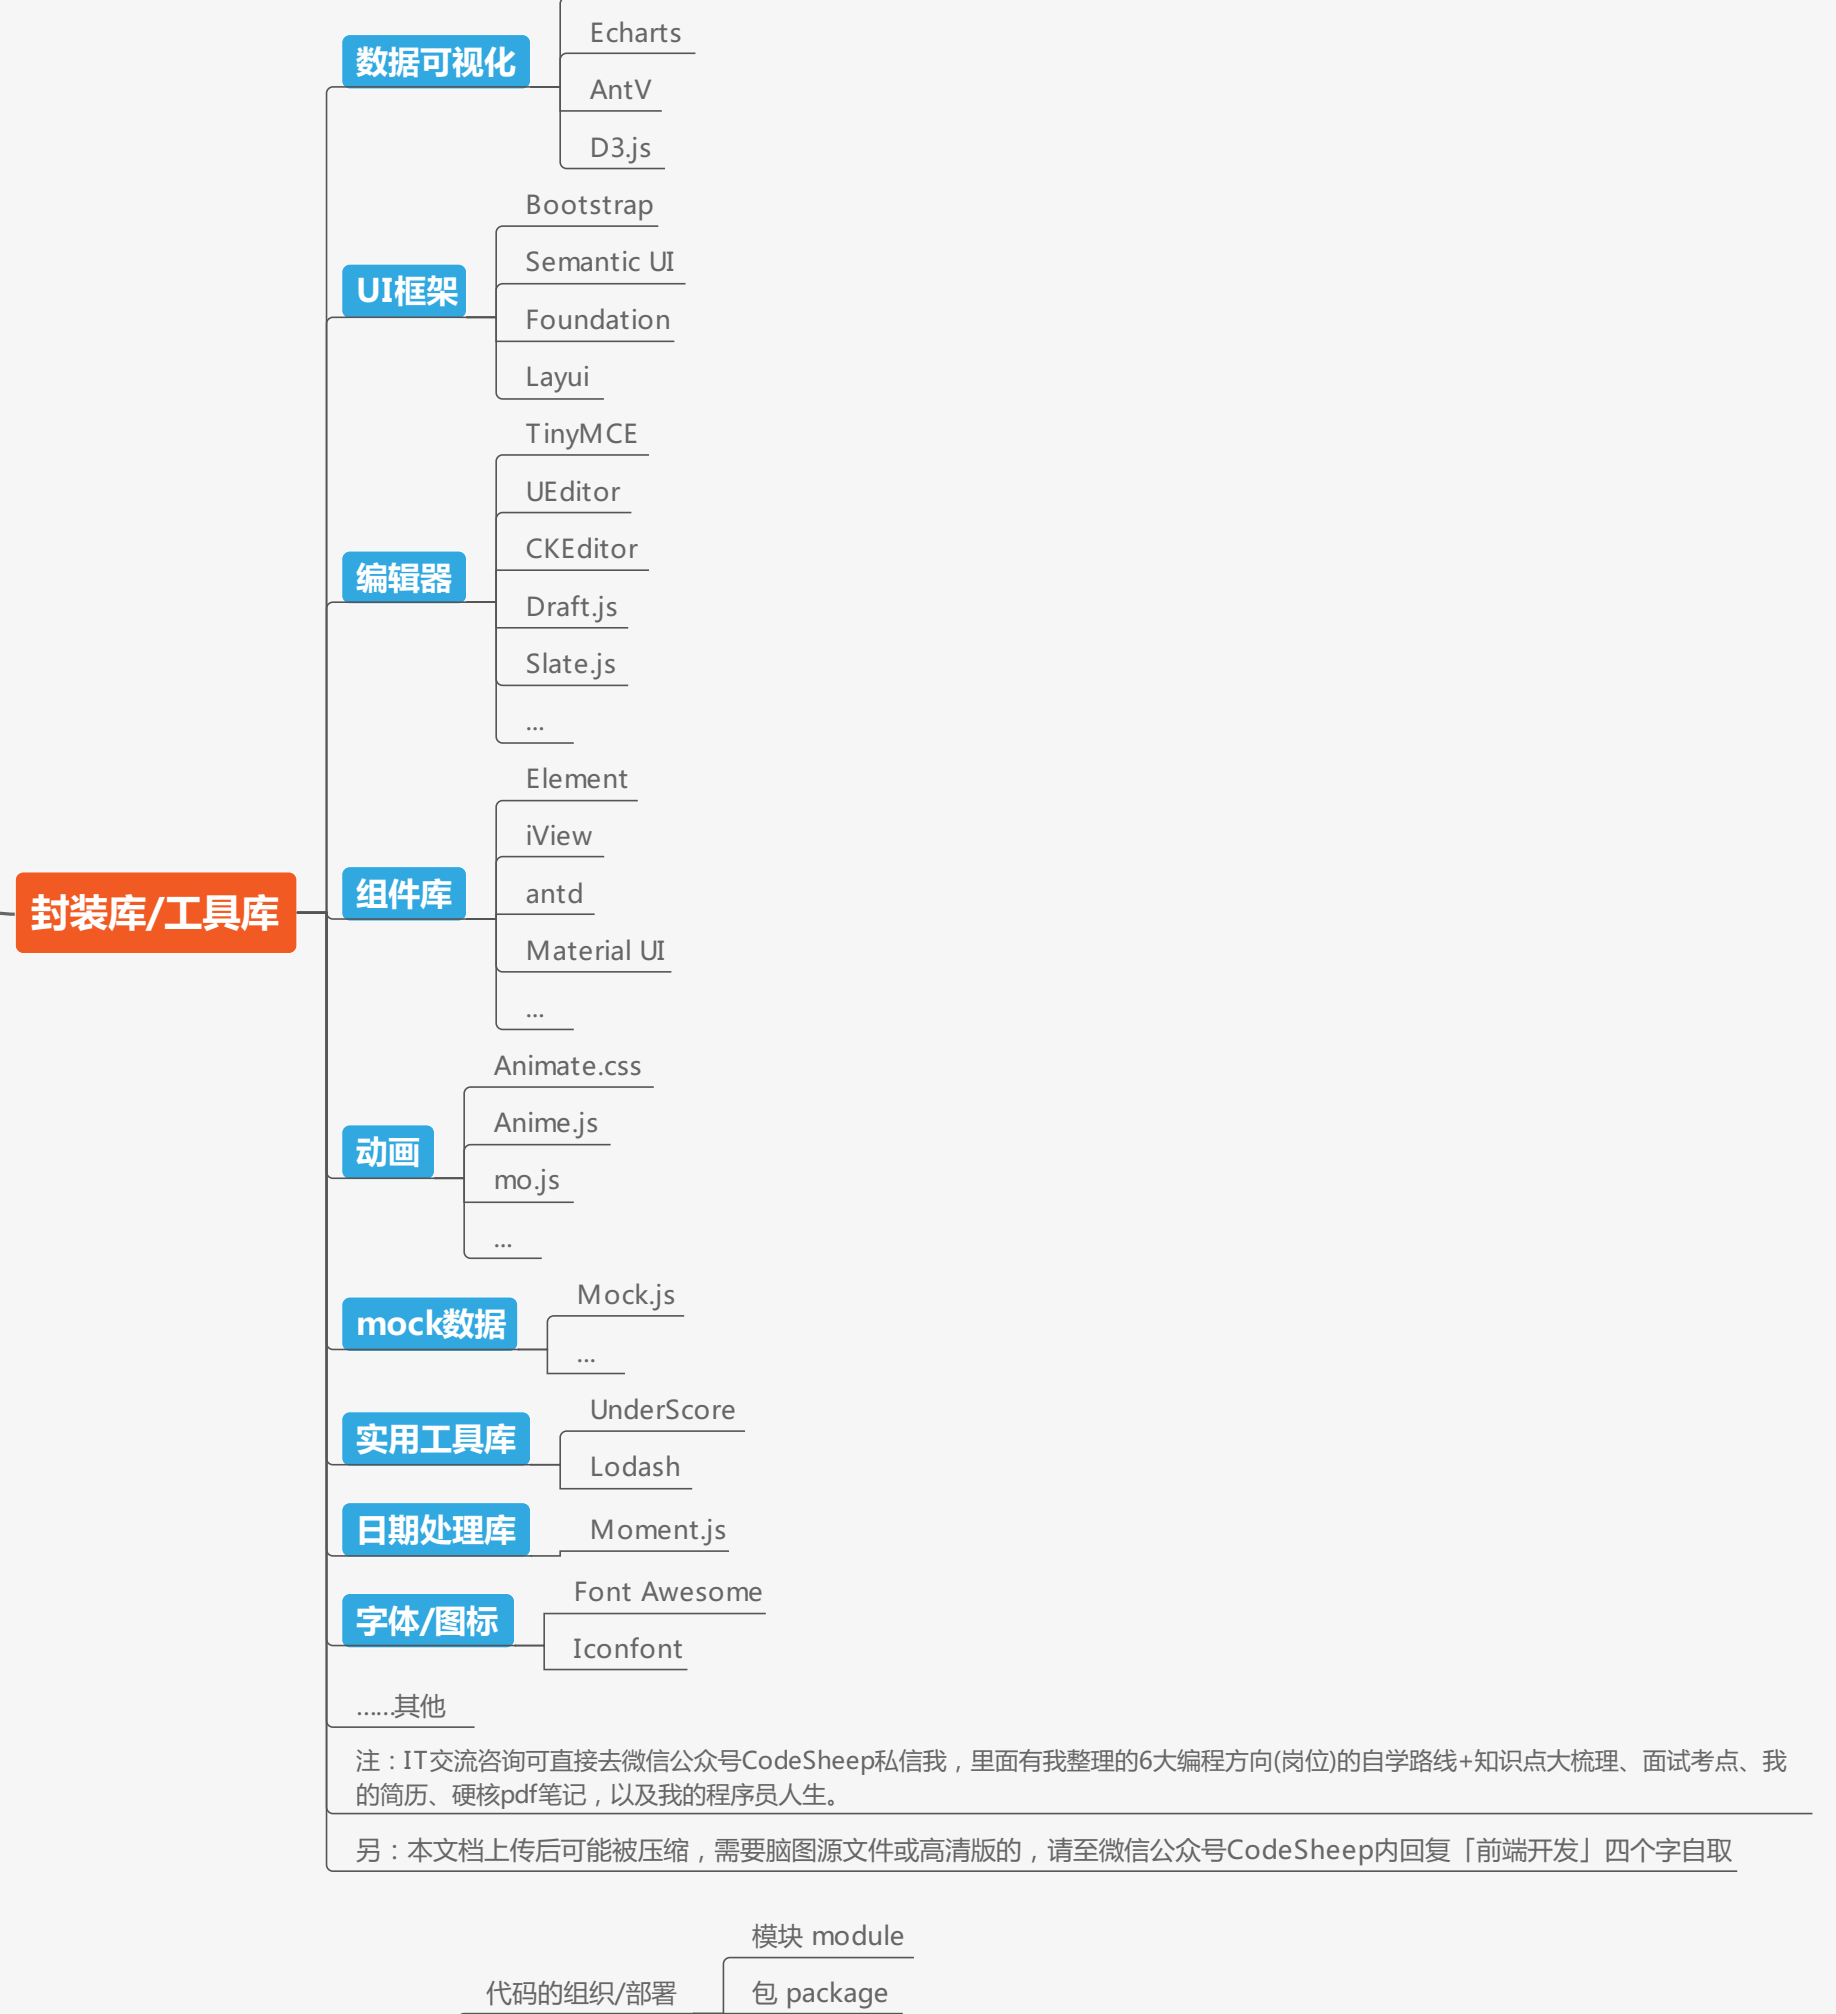 Echarts
数据可视化
AntV
D3.js
Bootstrap
Semantic UI
UI框架
Foundation
Layui
TinyMCE
UEditor
CKEditor
编辑器
Draft.js
Slate.js
...
Element
iView
组件库
antd
封装库/工具库
Material UI
...
Animate.css
Anime.js
动画
mo.js
...
Mock.js
mock数据
...
UnderScore
实用工具库
Lodash
日期处理库
Moment.js
Font Awesome
字体/图标
Iconfont
……其他
注：IT交流咨询可直接去微信公众号CodeSheep私信我，里面有我整理的6大编程方向(岗位)的自学路线+知识点大梳理、面试考点、我
的简历、硬核pdf笔记，以及我的程序员人生。
另：本文档上传后可能被压缩，需要脑图源文件或高清版的，请至微信公众号CodeSheep内回复「前端开发」四个字自取
模块 module
代码的组织/部署
包 package